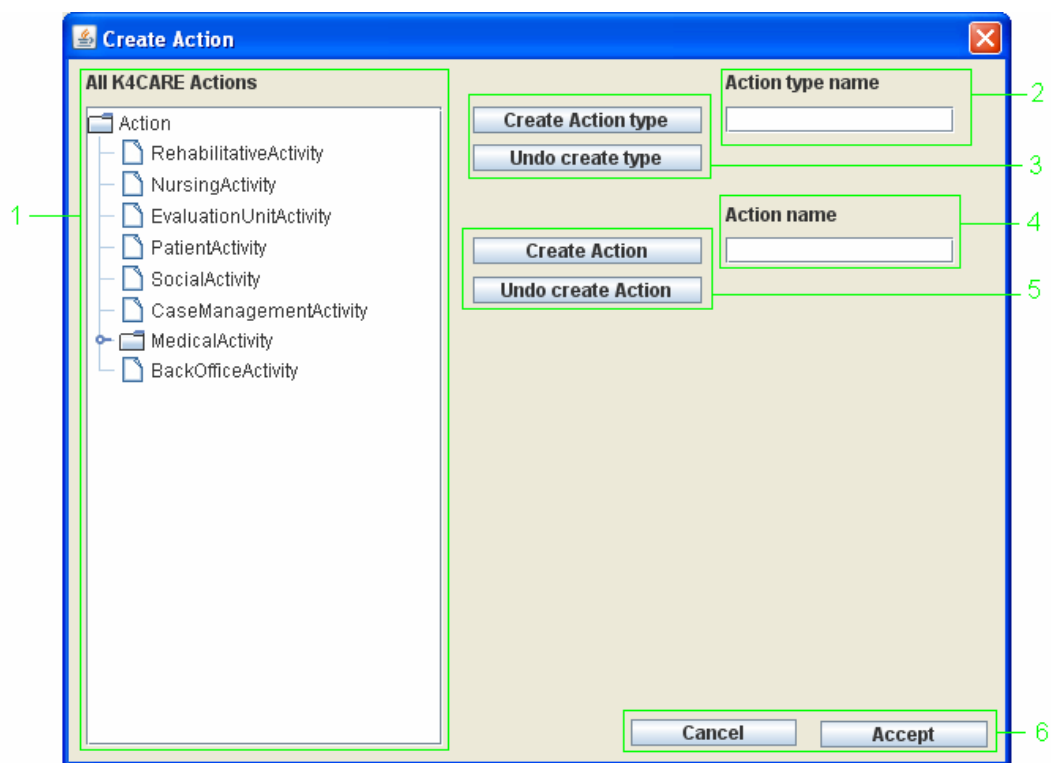 Create Action
All K4CARE Actions
Action
RehabilitativeActivity
NursingActivity
EvaluationUnitActivity
PatientActivity
SocialActivity
CaseManagementActivity
MedicalActivity
BackOfficeActivity
1
Create Action type
Undo create type
Action type name
2
3
Create Action
Undo create Action
Action name
4
5
Cancel
Accept
6